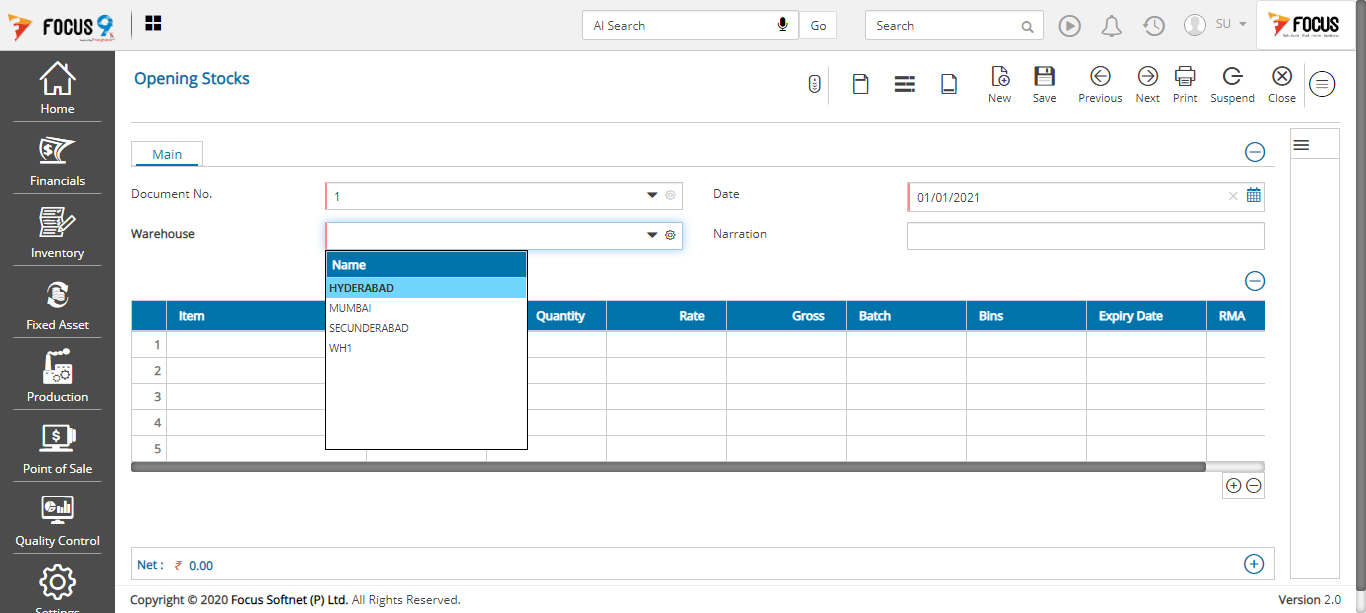 FOCUS 9
AI Search
Go
Search
SU
FOCUS
Home
Financials
Inventory
Fixed Asset
Production
Point of Sale
Quality Control
Settings
Opening Stocks
New
Save
Previous
Next
Print
Suspend
Close
Main
Document No.
1
Date
01/01/2021
Warehouse
Narration
Name
HYDERABAD
MUMBAI
SECUNDERABAD
WH1
Item Quantity Rate Gross Batch Bins Expiry Date RMA
1
2
3
4
5
Net : ₹ 0.00
Copyright © 2020 Focus Softnet (P) Ltd. All Rights Reserved.
Version 2.0